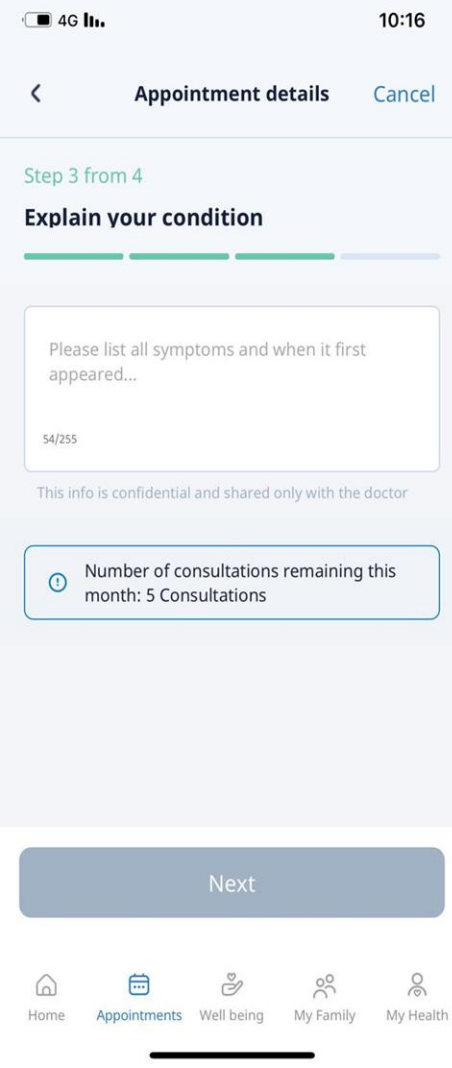 4G 10:16
Appointment details Cancel
Step 3 from 4
Explain your condition
Please list all symptoms and when it first
appeared...
54/255
This info is confidential and shared only with the doctor
Number of consultations remaining this
month: 5 Consultations
Next
Home Appointments Well being My Family My Health